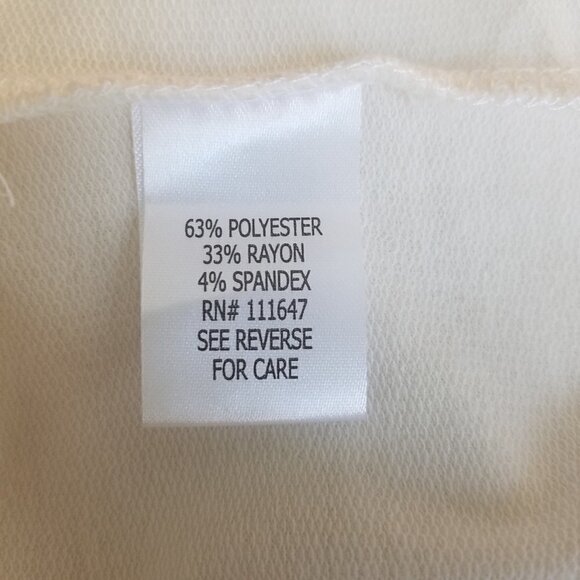 63% POLYESTER
33% RAYON
4% SPANDEX
RN# 111647
SEE REVERSE
FOR CARE